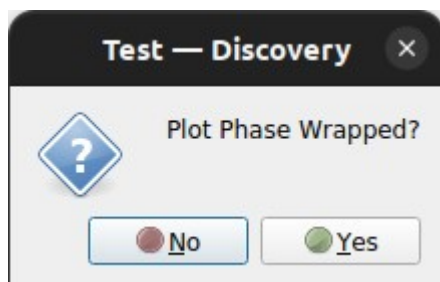 Test — Discovery
Plot Phase Wrapped?
No
Yes